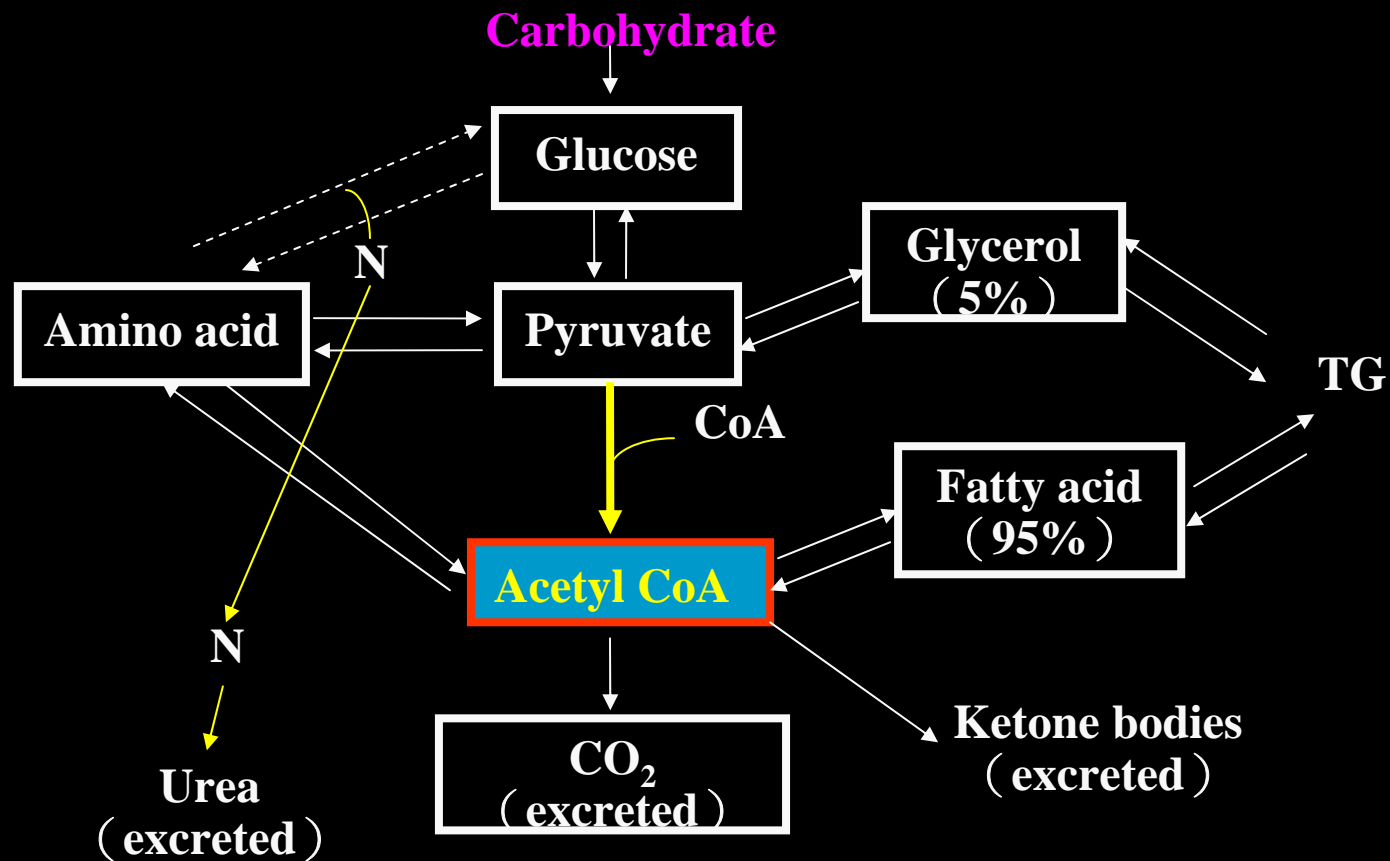 Carbohydrate
Glucose
N
Glycerol
（5%）
Amino acid
Pyruvate
TG
CoA
Fatty acid
（95%）
Acetyl CoA
N
Ketone bodies
（excreted）
CO₂
（excreted）
Urea
（excreted）